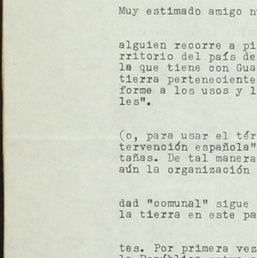 Muy estimado amigo
alguien recorre a
rritorio del país de
la que tiene con Gua
tierra perteneciente
forme a los usos y
les".
(o, para usar el tér
tervención española"
tañas. De tal manera
aún la organización
dad "comunal" sigue
la tierra en este
tes. Por primera vez